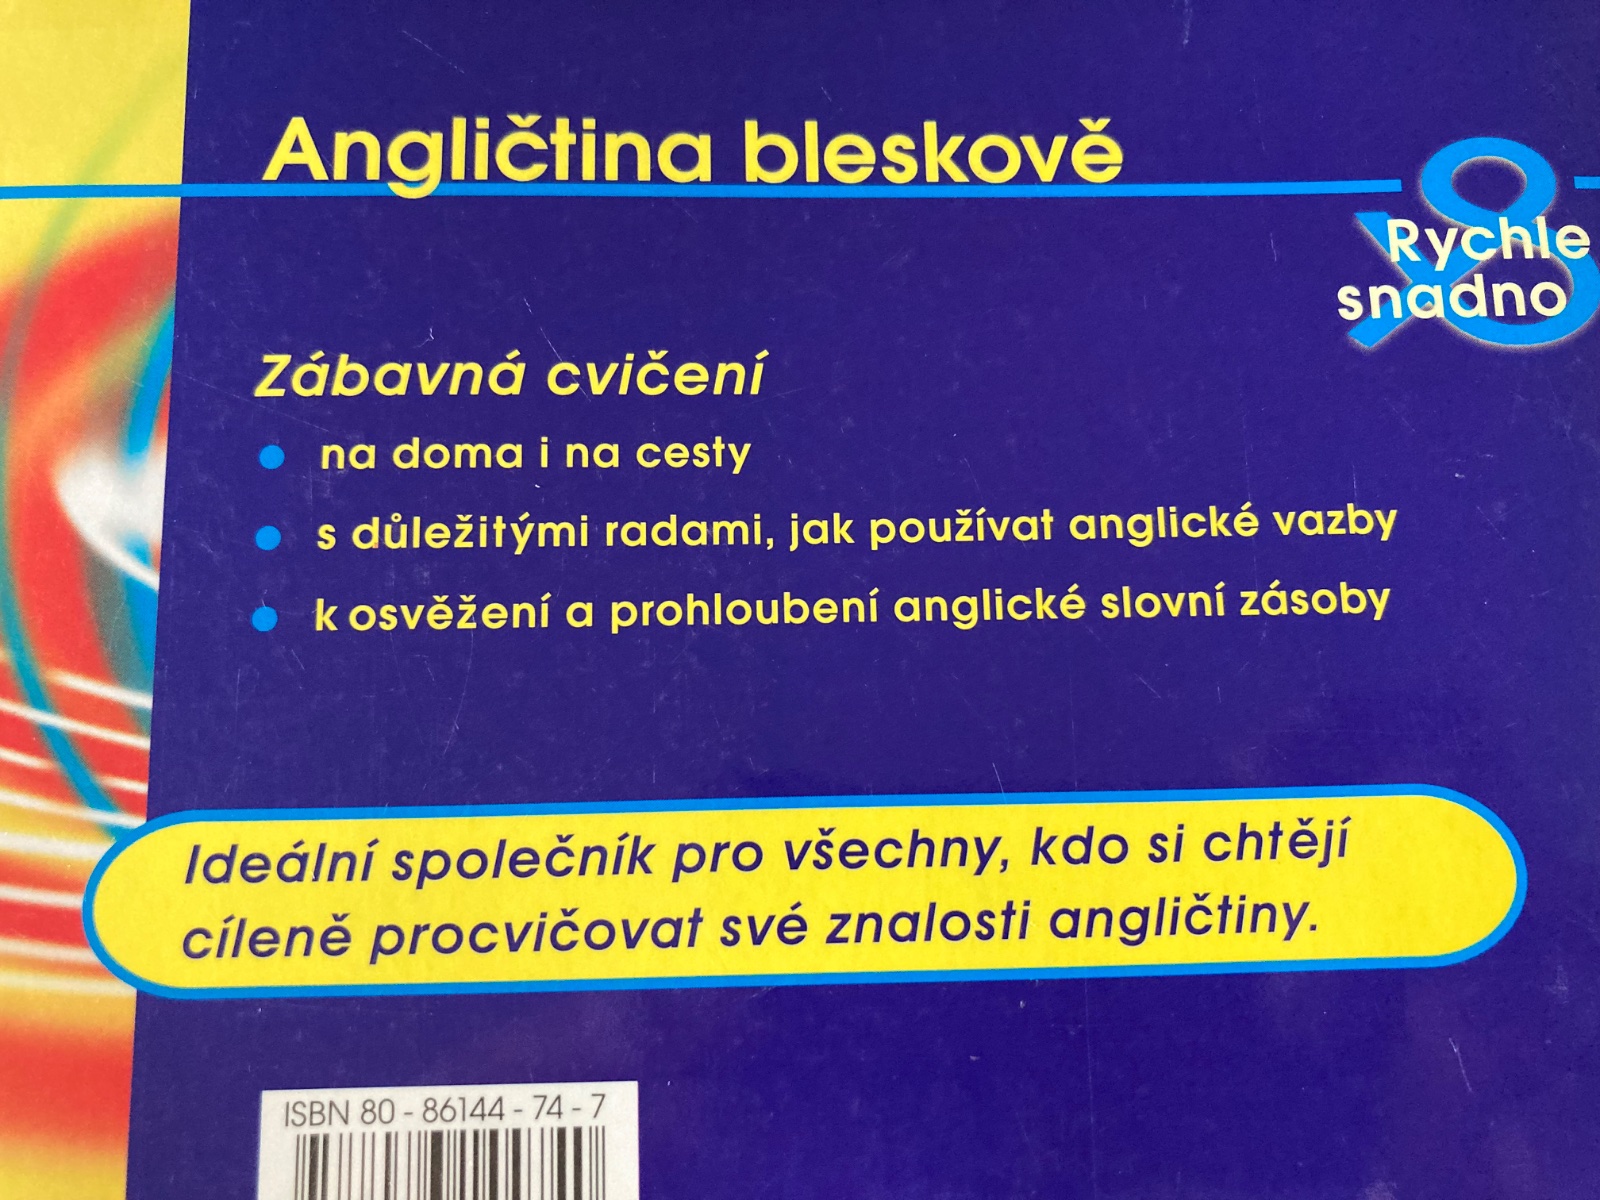 Angličtina bleskově
Rychle
&
snadno
Zábavná cvičení
na doma i na cesty
s důležitými radami, jak používat anglické vazby
k osvěžení a prohloubení anglické slovní zásoby
Ideální společník pro všechny, kdo si chtějí
cíleně procvičovat své znalosti angličtiny.
ISBN 80 - 86144 - 74 - 7